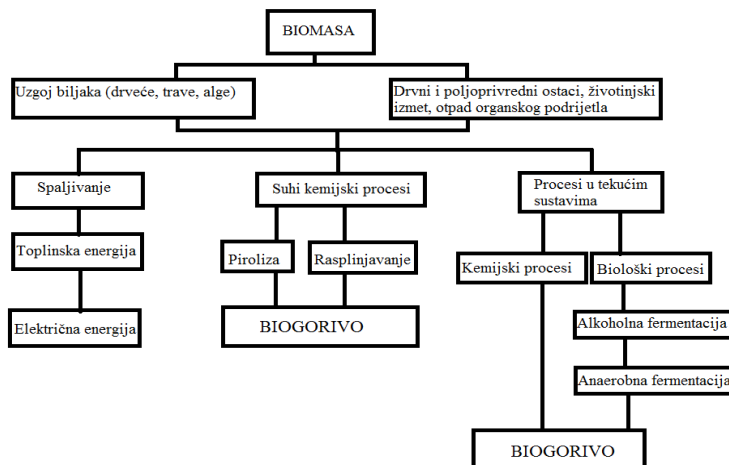 BIOMASA
Uzgoj biljaka (drveće, trave, alge)
Drvni i poljoprivredni ostaci, životinjski
izmet, otpad organskog podrijetla
Spaljivanje
Suhi kemijski procesi
Procesi u tekućim
sustavima
Toplinska energija
Piroliza
Rasplinjavanje
Kemijski procesi
Biološki procesi
Električna energija
BIOGORIVO
Alkoholna fermentacija
Anaerobna fermentacija
BIOGORIVO